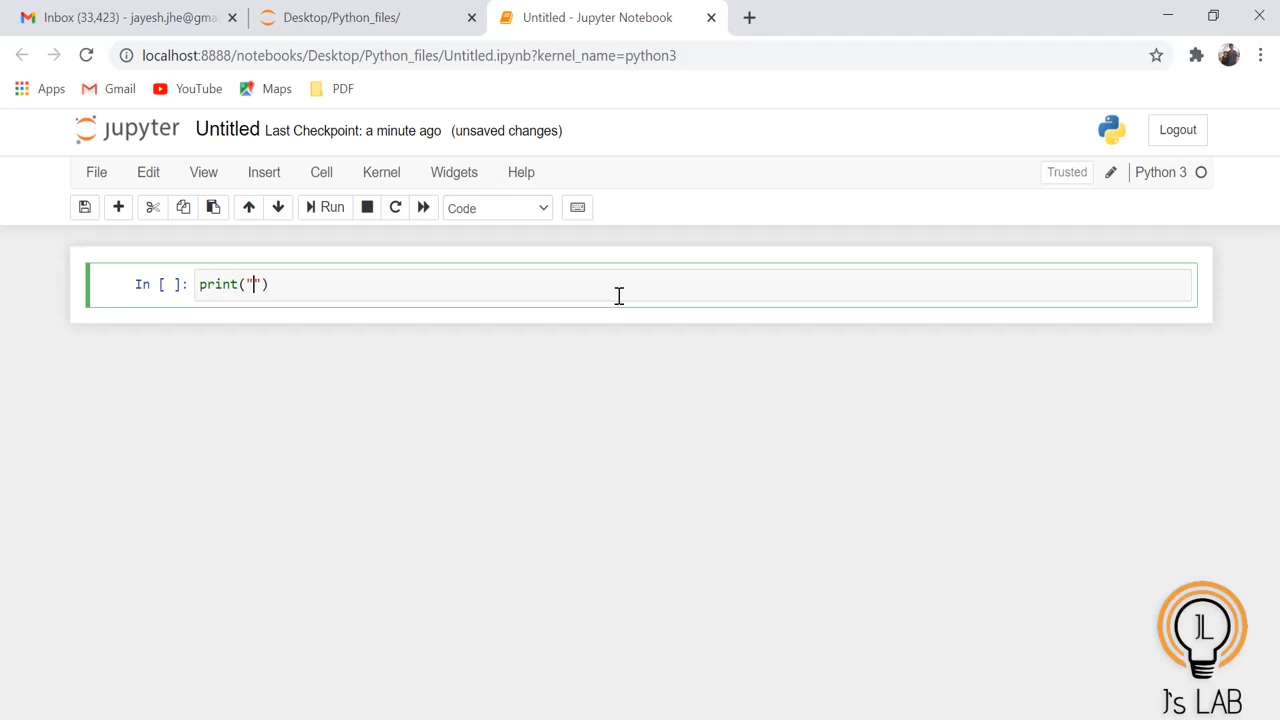 Inbox (33,423) - jayesh.jhe@gma
Desktop/Python_files/
Untitled - Jupyter Notebook
localhost:8888/notebooks/Desktop/Python_files/Untitled.ipynb?kernel_name=python3
Apps Gmail YouTube Maps PDF
jupyter Untitled Last Checkpoint: a minute ago (unsaved changes) Logout
File Edit View Insert Cell Kernel Widgets Help Trusted Python 3
Run Code
In [ ]: print("")
JL
J's LAB